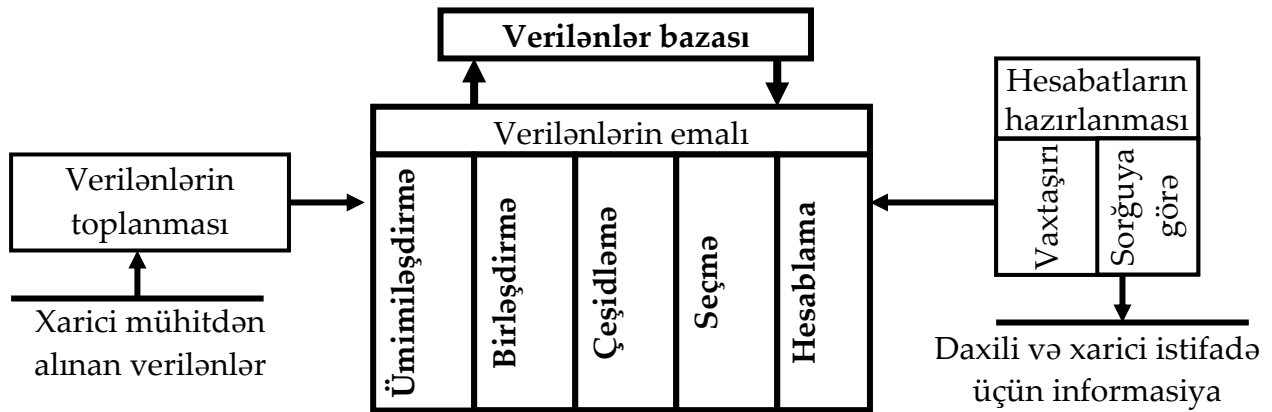 Verilənlər bazası
Verilənlərin emalı
Ümimiləşdirmə
Birləşdirmə
Çeşidləmə
Seçmə
Hesablama
Verilənlərin
toplanması
Xarici mühitdən
alınan verilənlər
Hesabatların
hazırlanması
Vaxtaşırı
Sorğuya
görə
Daxili və xarici istifadə
üçün informasiya